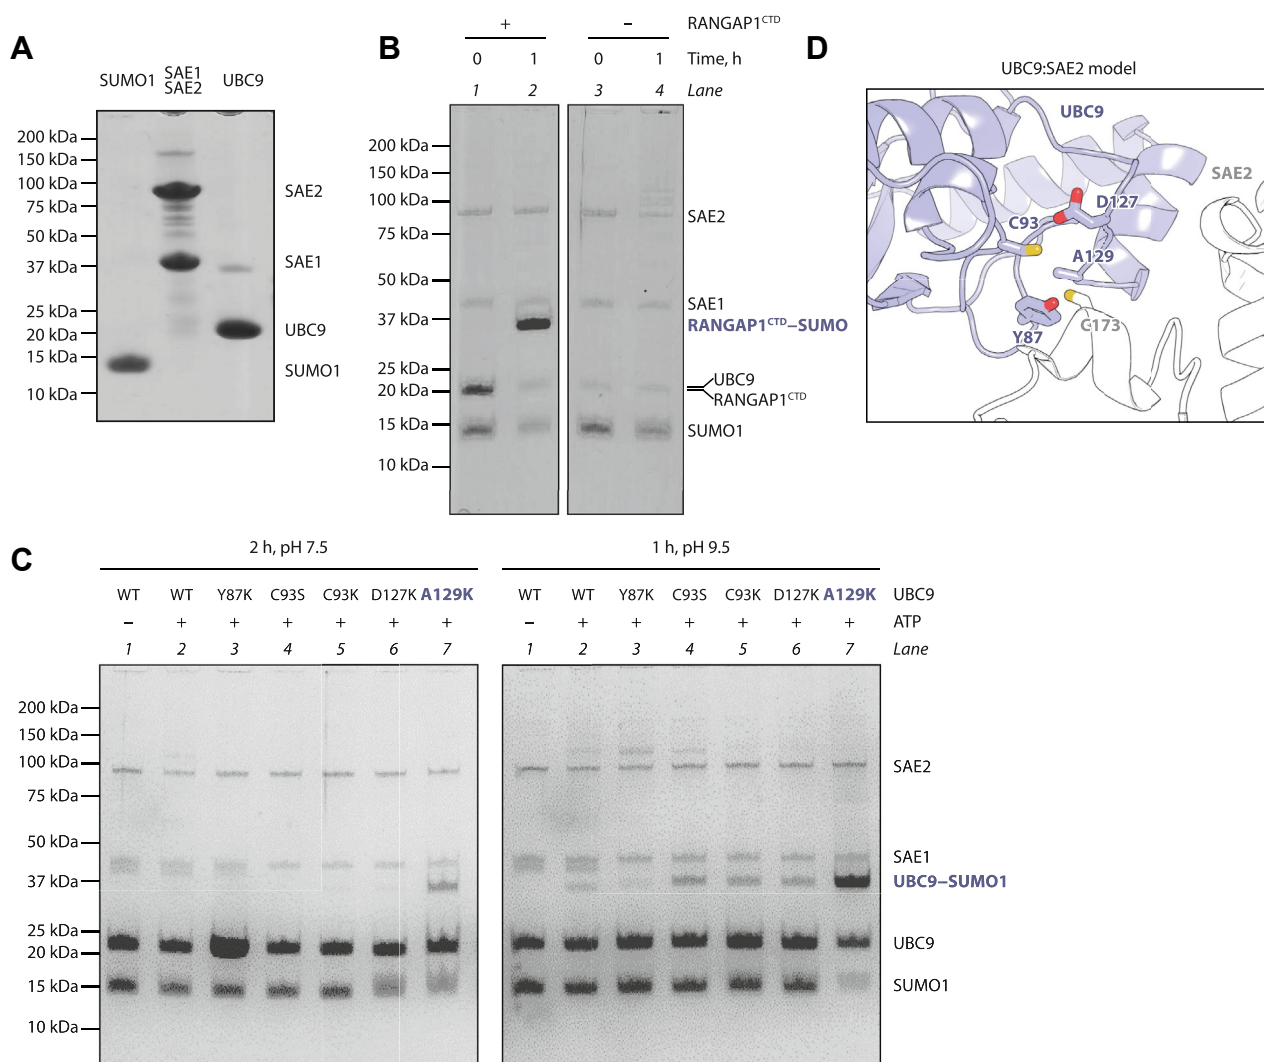 A
SUMO1
SAE1
SAE2
UBC9
200 kDa
150 kDa
100 kDa
75 kDa
50 kDa
37 kDa
25 kDa
20 kDa
15 kDa
10 kDa
SAE2
SAE1
UBC9
SUMO1
B
+ – RANGAP1CTD
0 1 0 1 Time, h
1 2 3 4 Lane
200 kDa
150 kDa
100 kDa
75 kDa
50 kDa
37 kDa
25 kDa
20 kDa
15 kDa
10 kDa
SAE2
SAE1
RANGAP1CTD–SUMO
UBC9
RANGAP1CTD
SUMO1
D
UBC9:SAE2 model
UBC9
SAE2
D127
C93
A129
C173
Y87
C
2 h, pH 7.5
1 h, pH 9.5
WT WT Y87K C93S C93K D127K A129K
WT WT Y87K C93S C93K D127K A129K UBC9
– + + + + + +
– + + + + + + ATP
1 2 3 4 5 6 7
1 2 3 4 5 6 7 Lane
200 kDa
150 kDa
100 kDa
75 kDa
50 kDa
37 kDa
25 kDa
20 kDa
15 kDa
10 kDa
SAE2
SAE1
UBC9–SUMO1
UBC9
SUMO1